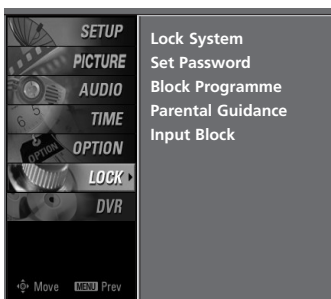 SETUP
PICTURE
AUDIO
TIME
OPTION
LOCK
DVR
Move MENU Prev
Lock System
Set Password
Block Programme
Parental Guidance
Input Block